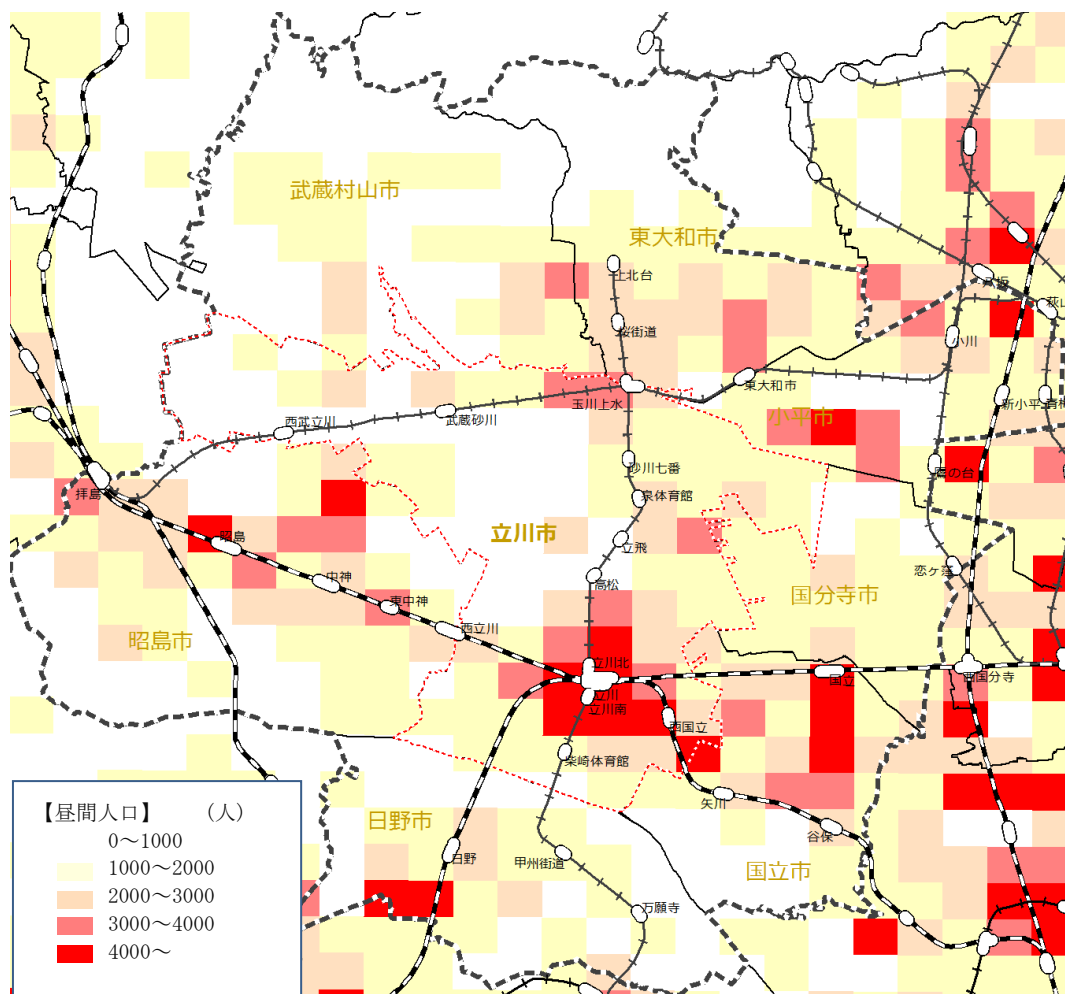 武蔵村山市
東大和市
上北台
八坂
萩山
桜街道
小川
東大和市
玉川上水
西武立川
武蔵砂川
小平市
新小平
青梅
砂川七番
鷹の台
拝島
泉体育館
立川市
昭島
立飛
高松
恋ヶ窪
中神
東中神
国分寺市
西立川
昭島市
立川北
立川
立川南
国立
西国分寺
西国立
柴崎体育館
矢川
日野市
谷保
日野
甲州街道
国立市
万願寺
【昼間人口】 (人)
0～1000
1000～2000
2000～3000
3000～4000
4000～